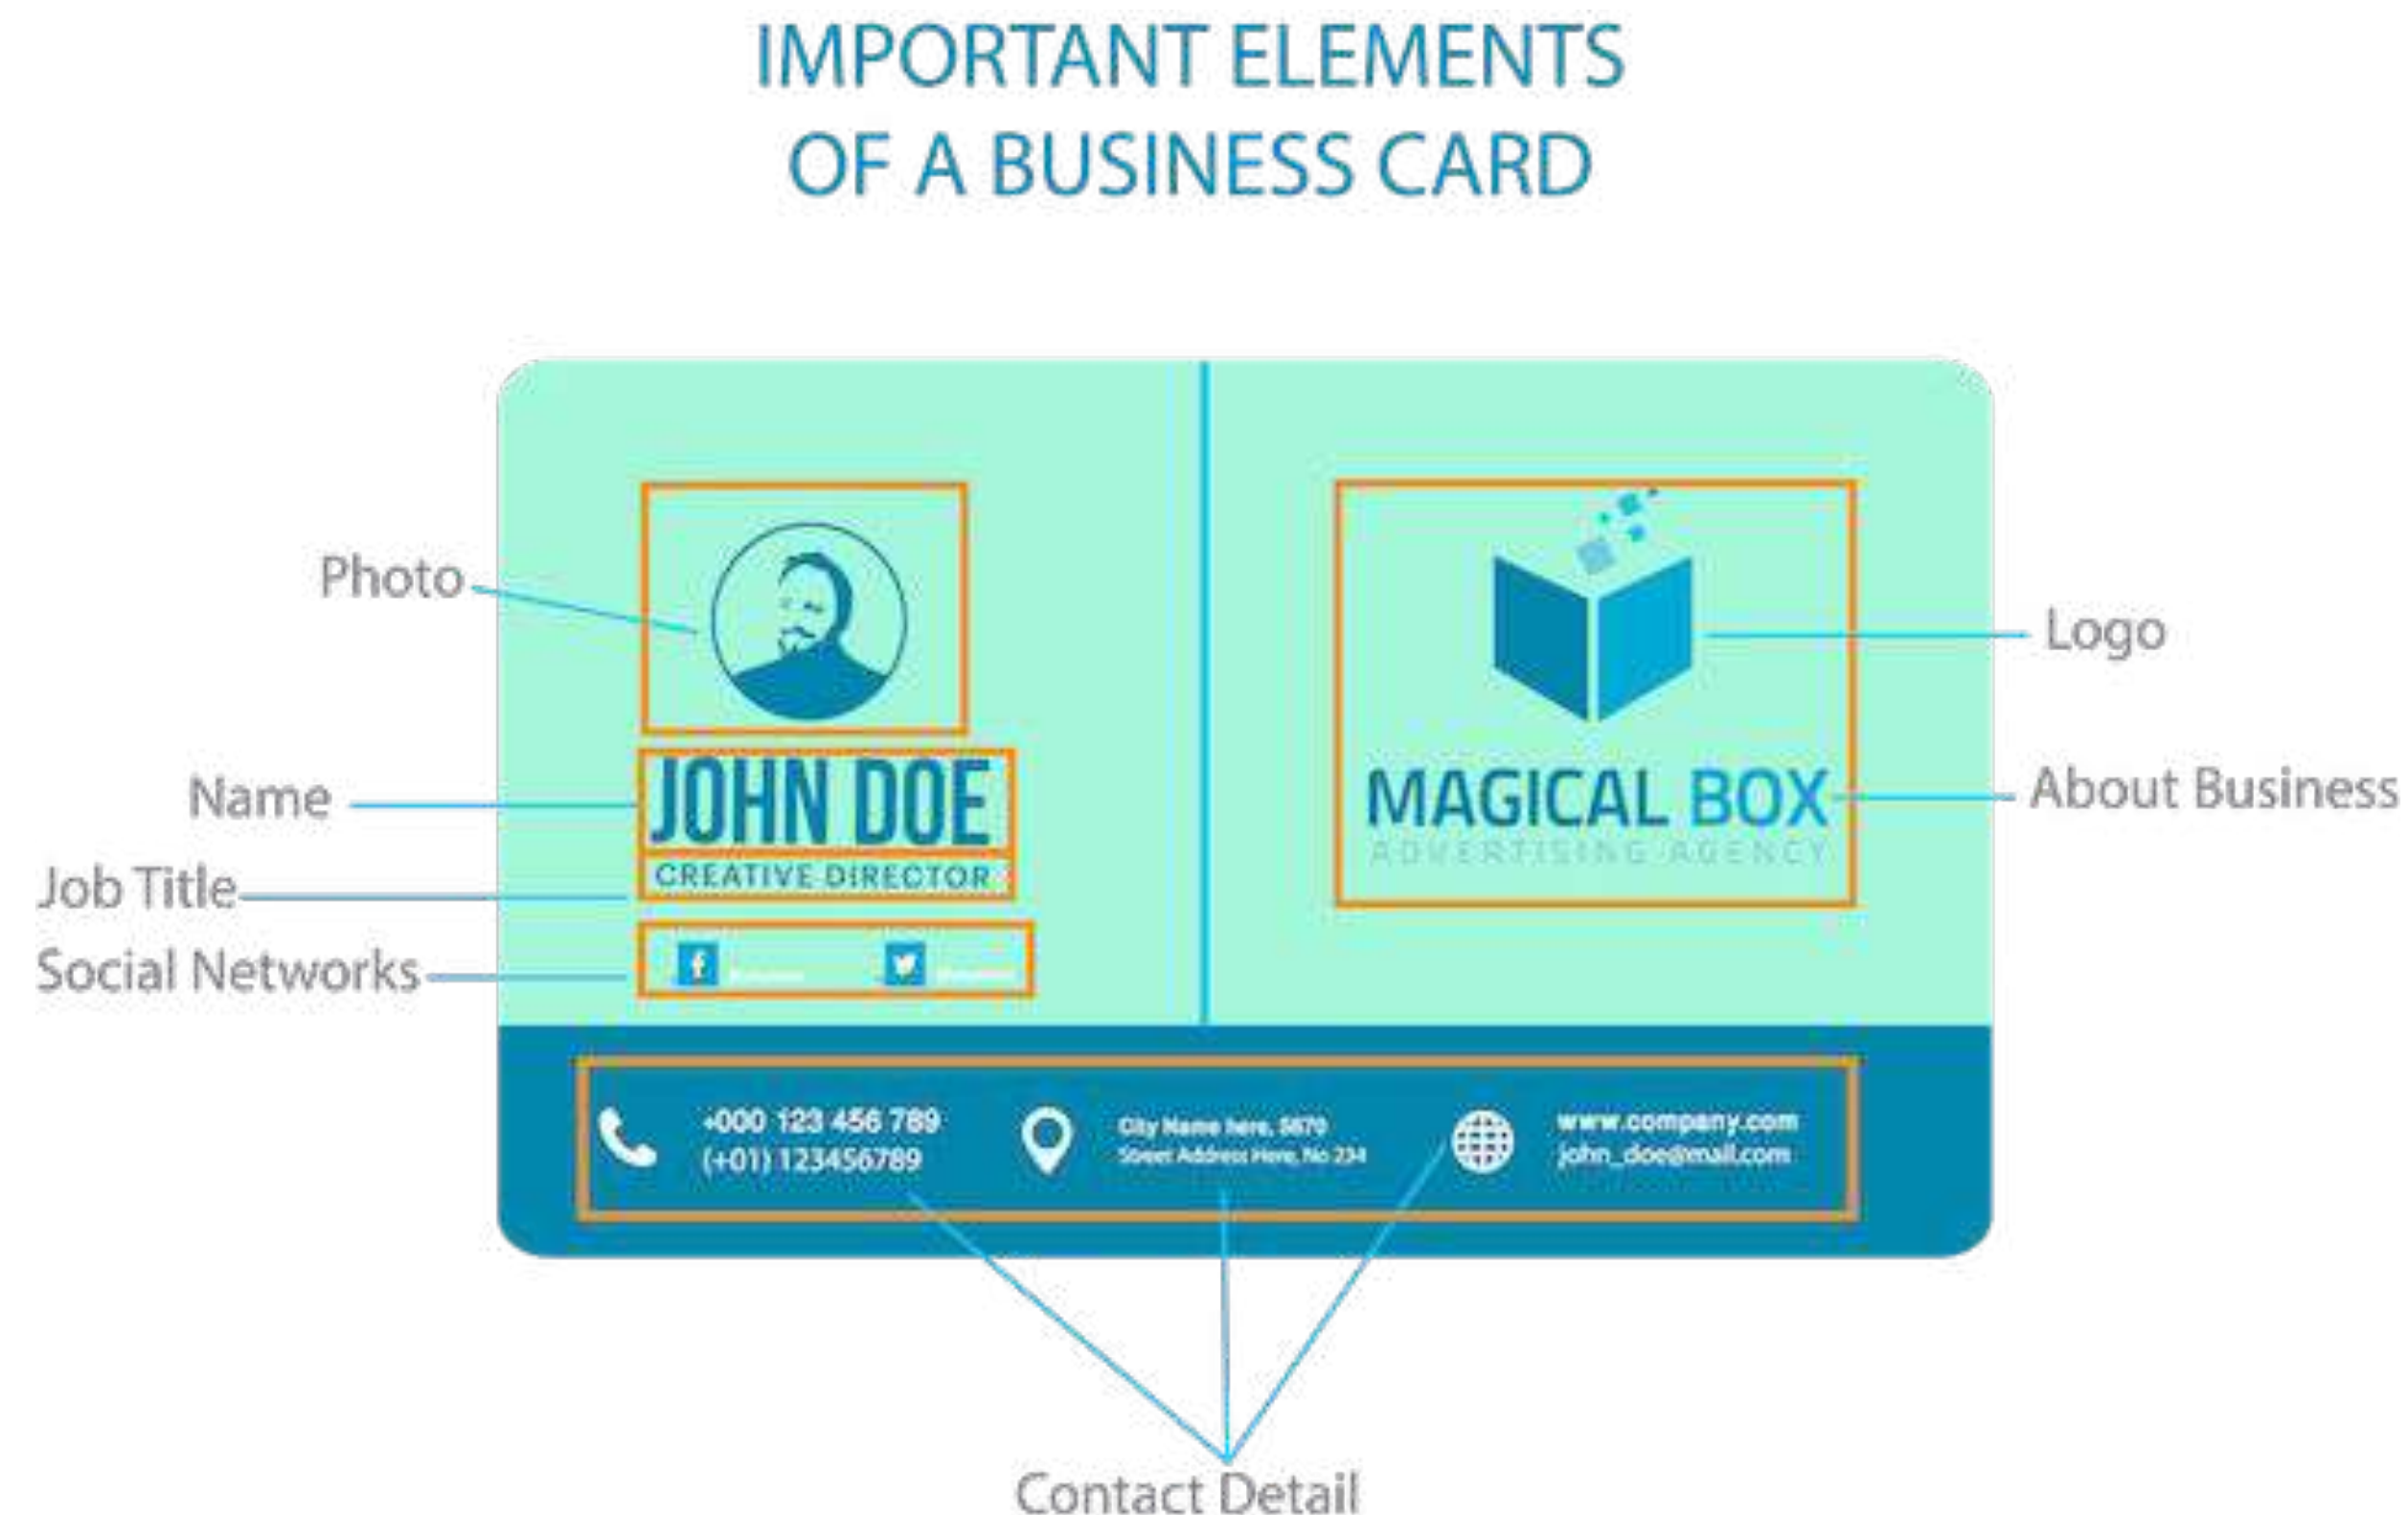 IMPORTANT ELEMENTS
OF A BUSINESS CARD
Photo
Name
Job Title
Social Networks
JOHN DOE
CREATIVE DIRECTOR
Logo
About Business
MAGICAL BOX
ADVERTISING AGENCY
+000 123 456 789
(+01) 123456789
City Name here, 5670
Street Address Here, No 234
www.company.com
john_doe@mail.com
Contact Detail